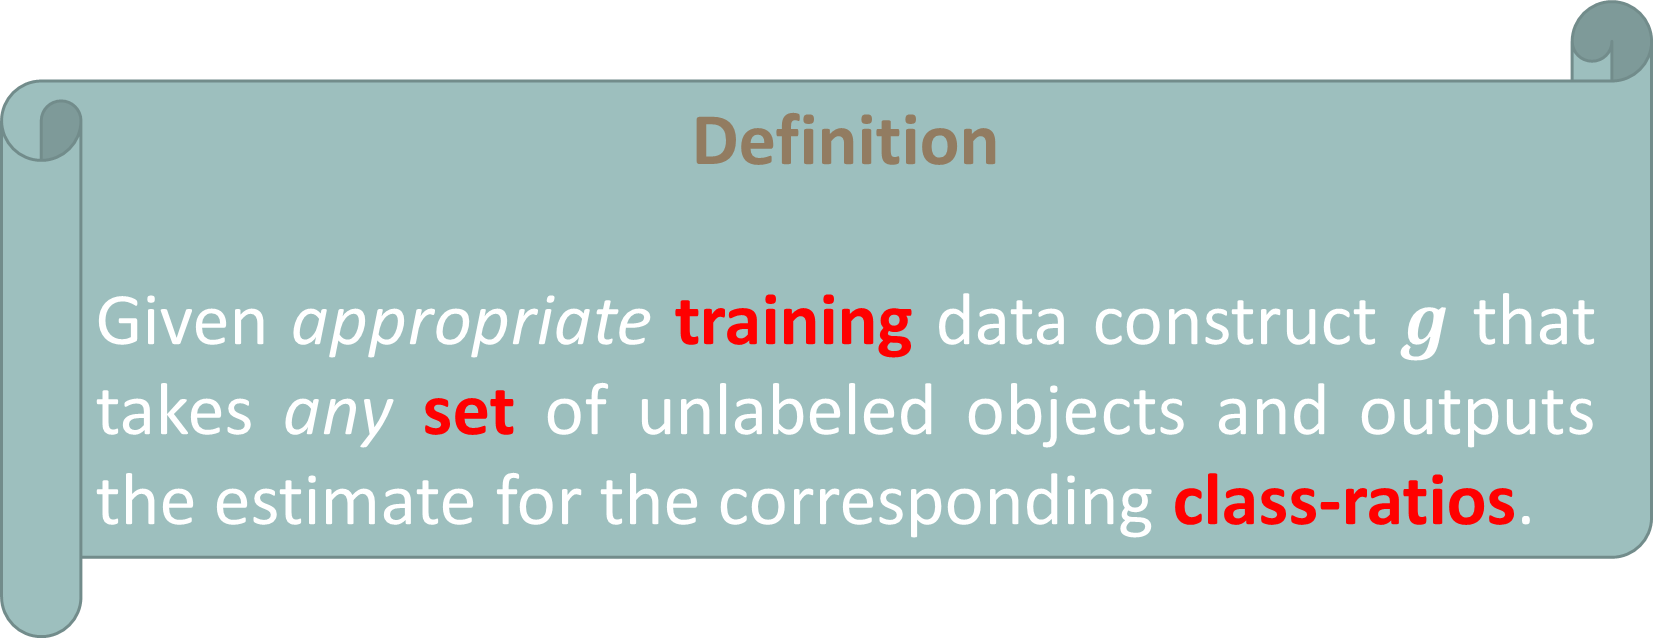 Definition
Given appropriate training data construct g that
takes any set of unlabeled objects and outputs
the estimate for the corresponding class-ratios.